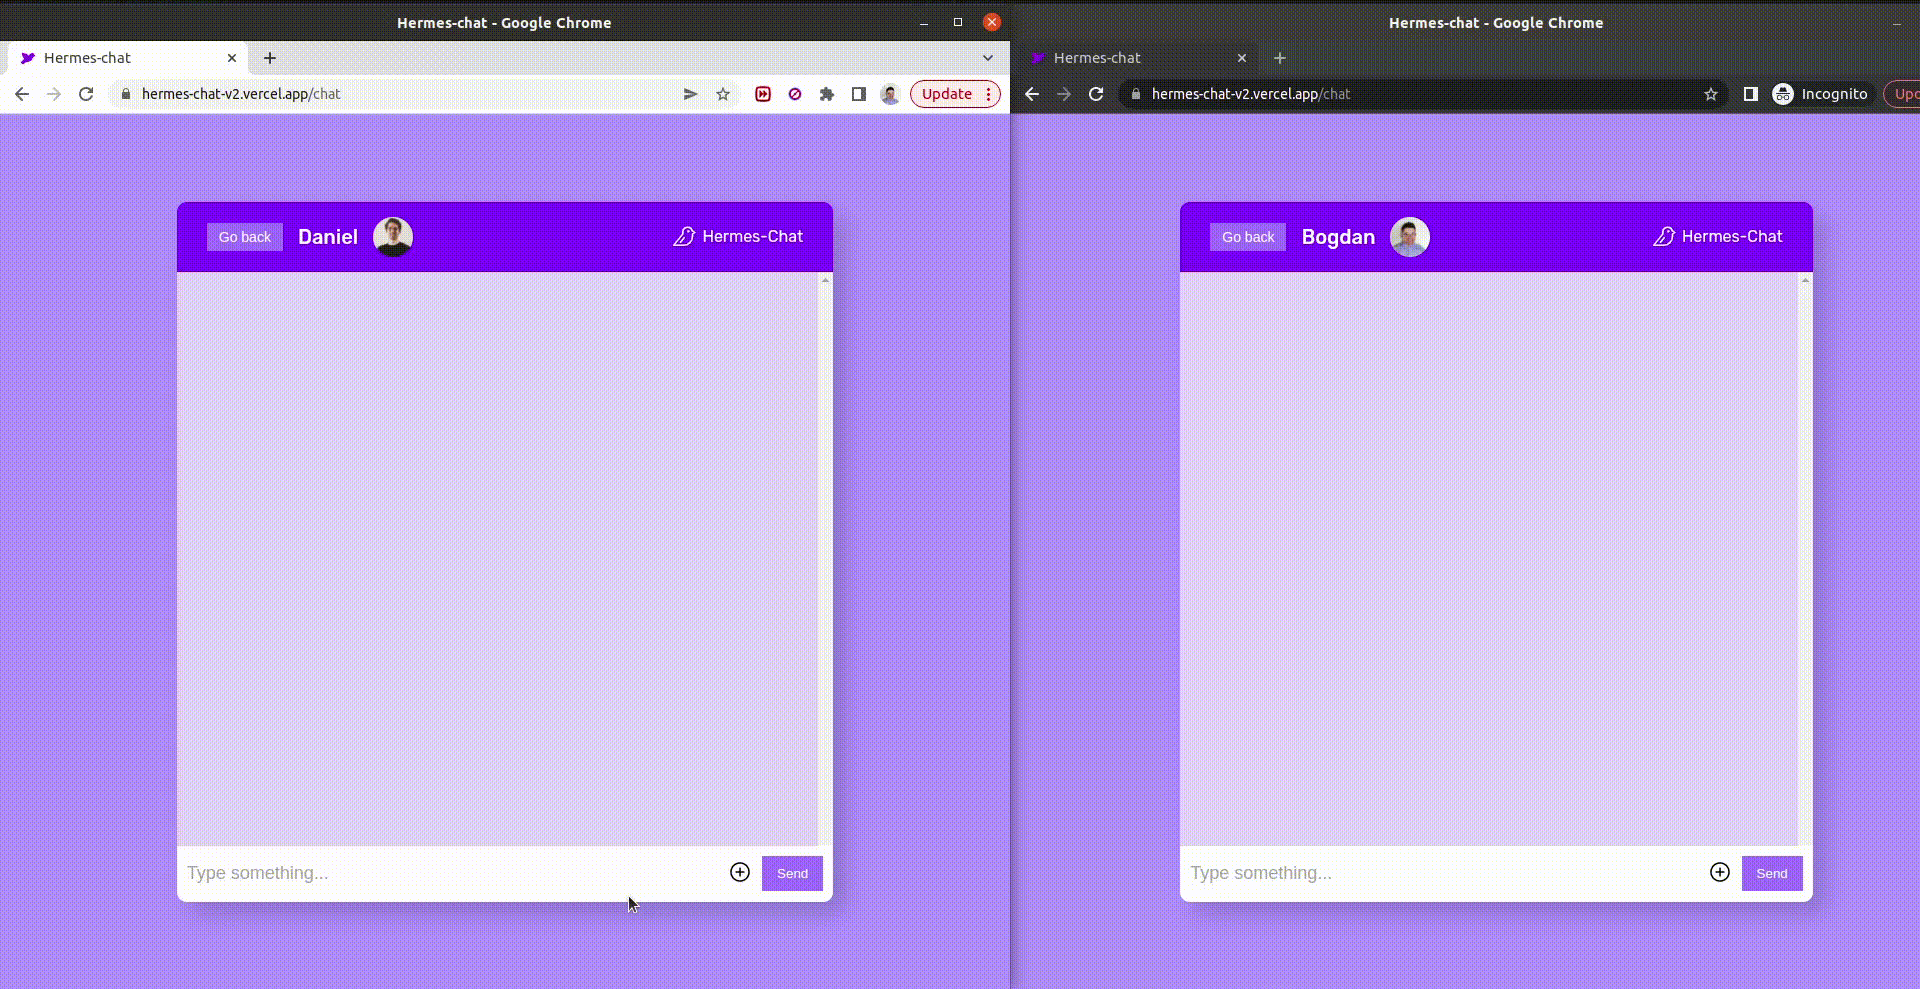 Hermes-chat - Google Chrome
Hermes-chat
hermes-chat-v2.vercel.app/chat
Update
Go back
Daniel
Hermes-Chat
Type something...
Send
Hermes-chat - Google Chrome
Hermes-chat
hermes-chat-v2.vercel.app/chat
Incognito
Upc
Go back
Bogdan
Hermes-Chat
Type something...
Send